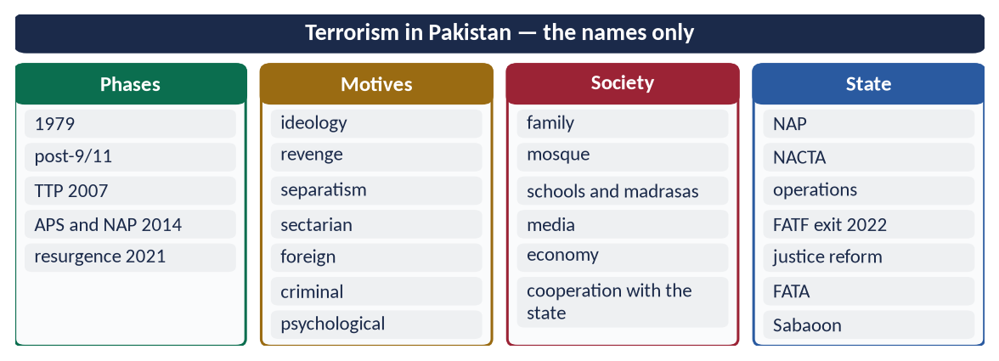 Terrorism in Pakistan — the names only
Phases
1979
post-9/11
TTP 2007
APS and NAP 2014
resurgence 2021
Motives
ideology
revenge
separatism
sectarian
foreign
criminal
psychological
Society
family
mosque
schools and madrasas
media
economy
cooperation with the
state
State
NAP
NACTA
operations
FATF exit 2022
justice reform
FATA
Sabaoon